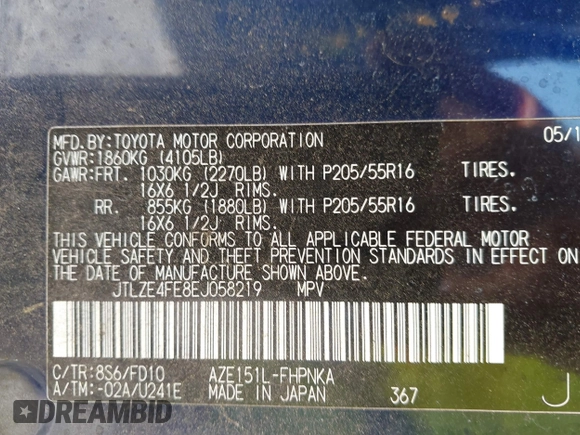 MFD.BY:TOYOTA MOTOR CORPORATION 05/1
GVWR:1860KG (4105LB)
GAWR:FRT. 1030KG (2270LB) WITH P205/55R16 TIRES.
16X6 1/2J RIMS.
RR. 855KG (1880LB) WITH P205/55R16 TIRES.
16X6 1/2J RIMS.
THIS VEHICLE CONFORMS TO ALL APPLICABLE FEDERAL MOTOR
VEHICLE SAFETY AND THEFT PREVENTION STANDARDS IN EFFECT ON
THE DATE OF MANUFACTURE SHOWN ABOVE.
JTLZE4FE8EJ058219 MPV
C/TR:8S6/FD10 AZE151L-FHPNKA
A/TM:-02A/U241E MADE IN JAPAN 367 J
DREAMBID